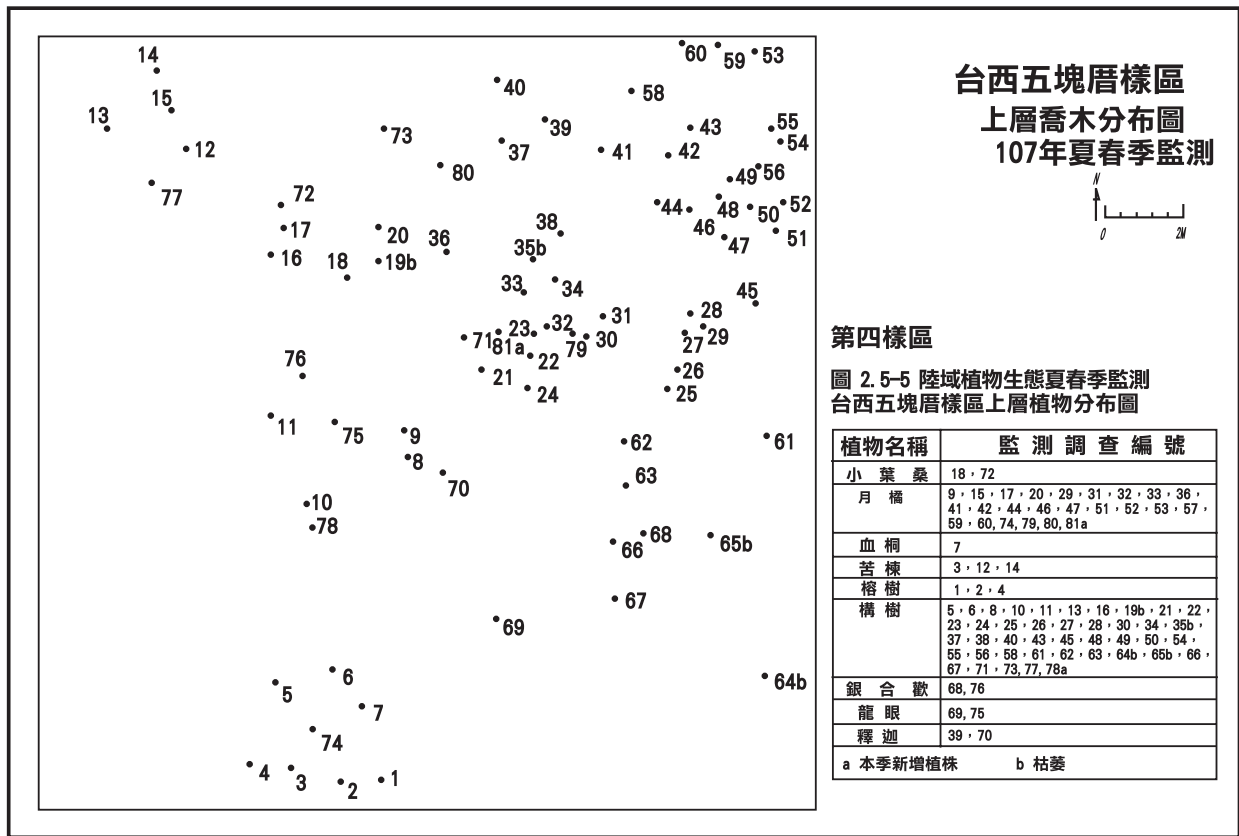 台西五塊厝樣區
上層喬木分布圖
107年夏春季監測
N
0 2M
60 59 53
14
40 58
15
13 73 39 43 55
37 41 42 54
12 80 49 56
77
72 44 48 50 52
17 20 38 46 47 51
36 35b
16 18 19b
33 34 45
31 28
71 23 32 30 27 29
81a 79
22
76 21 26
24 25
11 75 9 62 61
8 63
70
10
78 68 65b
66
67
69
6 64b
5
7
74
4 3 2 1
第四樣區
圖 2.5-5 陸域植物生態夏春季監測
台西五塊厝樣區上層植物分布圖
植物名稱 監測調查編號
小葉桑 18，72
月橘 9，15，17，20，29，31，32，33，36，
41，42，44，46，47，51，52，53，57，
59，60,74,79,80,81a
血桐 7
苦楝 3，12，14
榕樹 1，2，4
構樹 5，6，8，10，11，13，16，19b，21，22，
23，24，25，26，27，28，30，34，35b，
37，38，40，43，45，48，49，50，54，
55，56，58，61，62，63，64b，65b，66，
67，71，73,77,78a
銀合歡 68,76
龍眼 69,75
釋迦 39，70
a 本季新增植株 b 枯萎